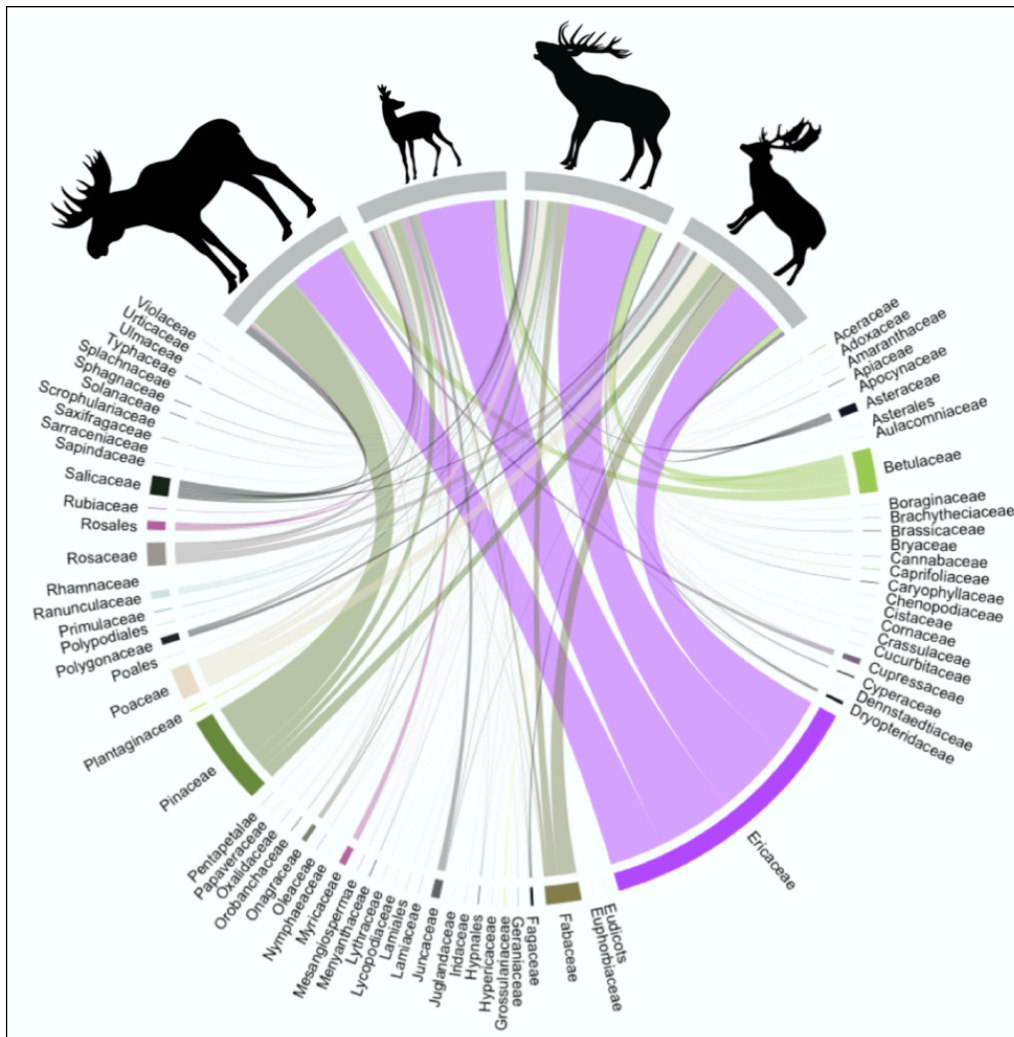 Violaceae
Urticaceae
Ulmaceae
Typhaceae
Splachnaceae
Sphagnaceae
Solanaceae
Scrophulariaceae
Saxifragaceae
Sarraceniaceae
Sapindaceae
Salicaceae
Rubiaceae
Rosales
Rosaceae
Rhamnaceae
Ranunculaceae
Primulaceae
Polypodiales
Polygonaceae
Poales
Poaceae
Plantaginaceae
Pinaceae
Pentapetalae
Papaveraceae
Oxalidaceae
Orobanchaceae
Onagraceae
Oleaceae
Nymphaeaceae
Myricaceae
Mesangiospermae
Menyanthaceae
Lythraceae
Lycopodiaceae
Lamiales
Lamiaceae
Juncaceae
Juglandaceae
Iridaceae
Hypnales
Hypericaceae
Grossulariaceae
Geraniaceae
Fagaceae
Fabaceae
Euphorbiaceae
Eudicots
Ericaceae
Dryopteridaceae
Dennstaedtiaceae
Cyperaceae
Cupressaceae
Cucurbitaceae
Crassulaceae
Cornaceae
Cistaceae
Chenopodiaceae
Caryophyllaceae
Caprifoliaceae
Cannabaceae
Bryaceae
Brassicaceae
Brachytheciaceae
Boraginaceae
Betulaceae
Aulacomniaceae
Asterales
Asteraceae
Apocynaceae
Apiaceae
Amaranthaceae
Adoxaceae
Aceraceae